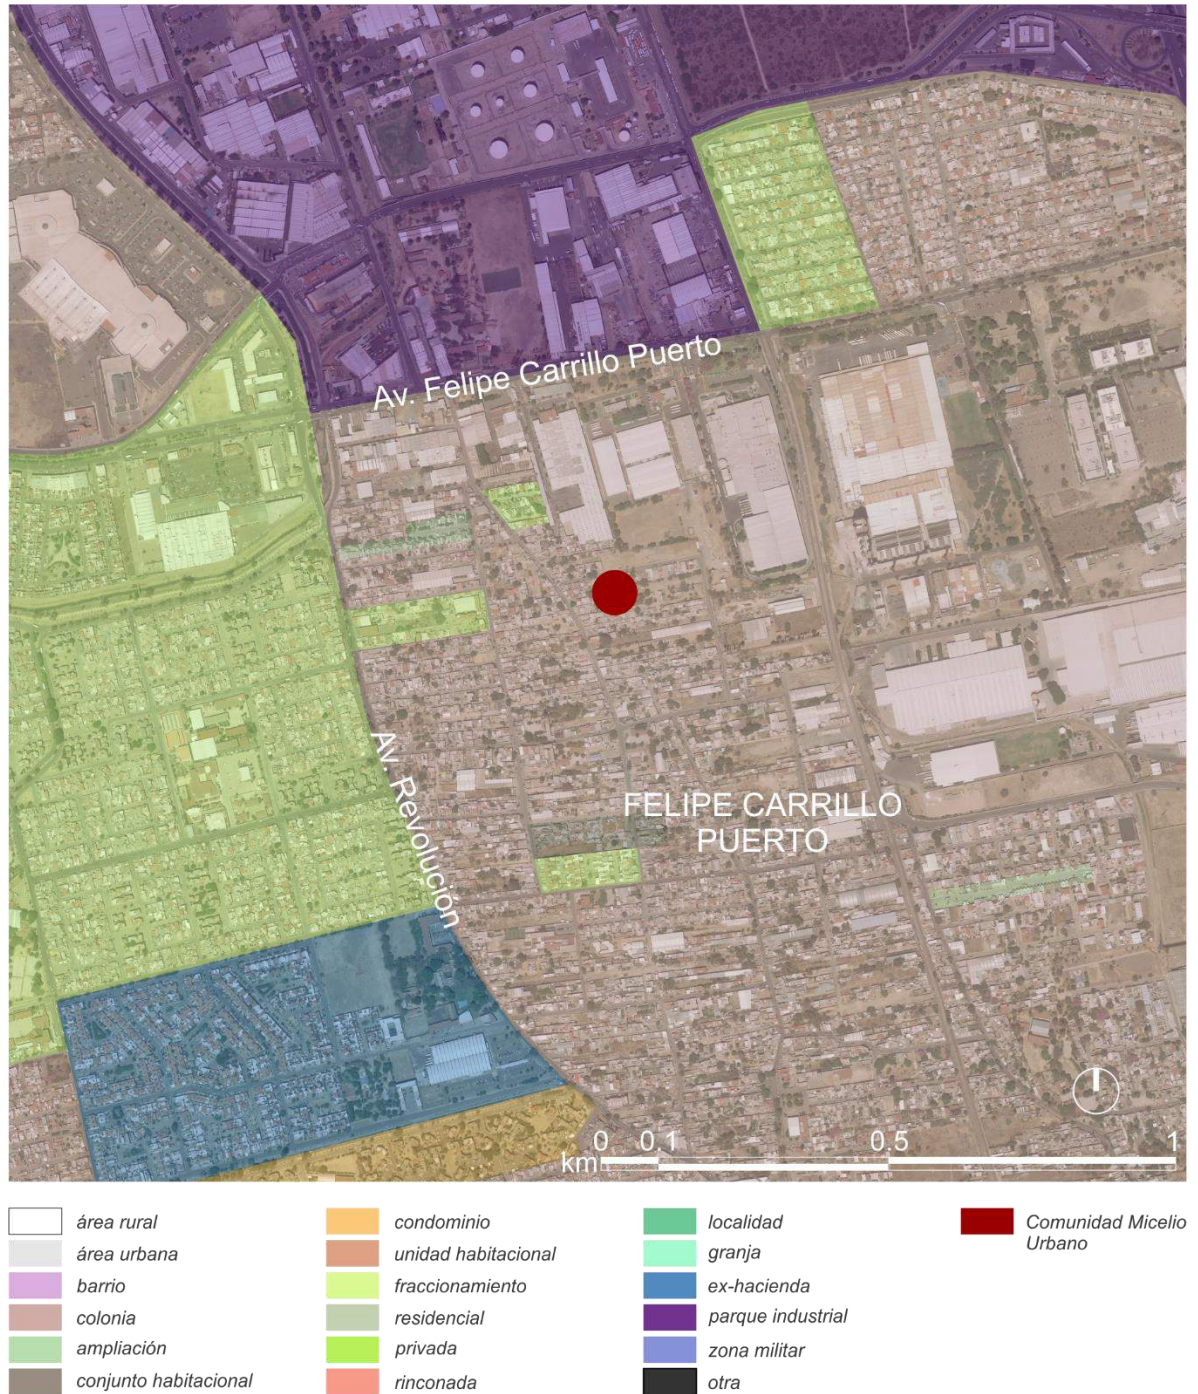 Av. Felipe Carrillo Puerto
Av. Revolución
FELIPE CARRILLO
PUERTO
0 0.1 0.5 1
km
área rural
área urbana
barrio
colonia
ampliación
conjunto habitacional
condominio
unidad habitacional
fraccionamiento
residencial
privada
rinconada
localidad
granja
ex-hacienda
parque industrial
zona militar
otra
Comunidad Micelio
Urbano